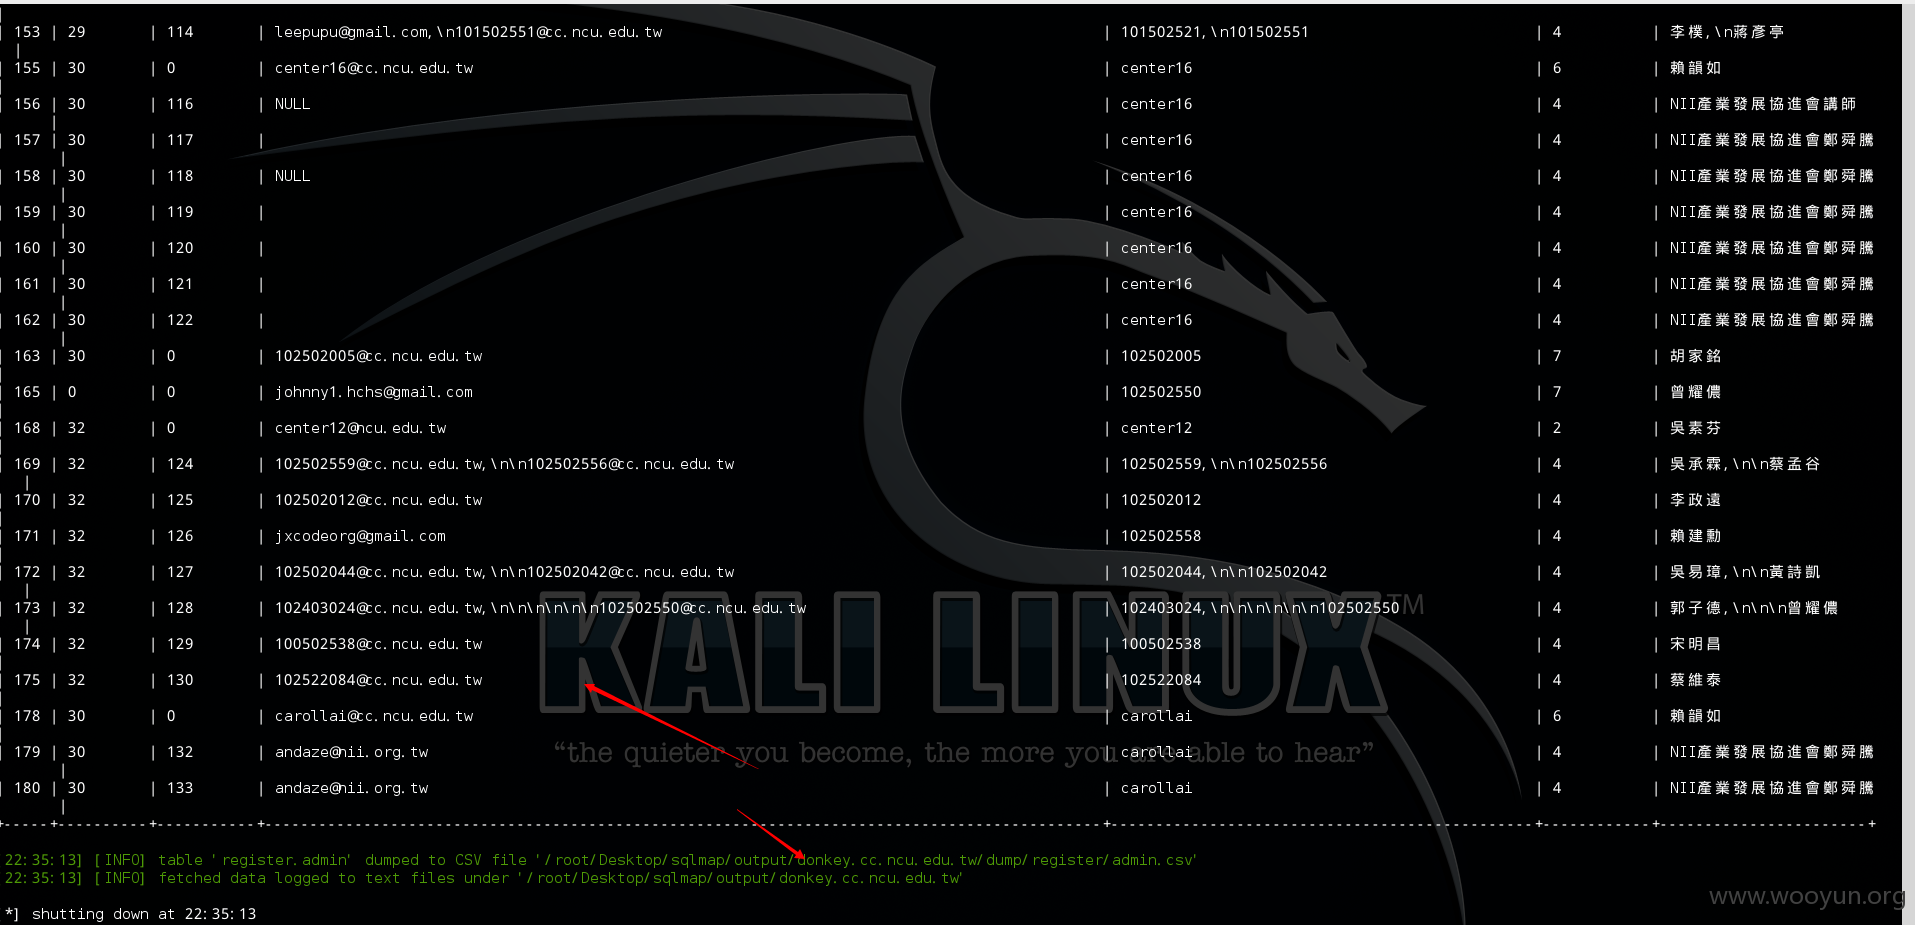 | 153 | 29 | 114 | leepupu@gmail.com,\n101502551@cc.ncu.edu.tw | 101502521,\n101502551 | 4 | 李樸,\n蔣彥亭
|
| 155 | 30 | 0 | center16@cc.ncu.edu.tw | center16 | 6 | 賴韻如
| 156 | 30 | 116 | NULL | center16 | 4 | NII產業發展協進會講師
|
| 157 | 30 | 117 | | center16 | 4 | NII產業發展協進會鄭舜騰
|
| 158 | 30 | 118 | NULL | center16 | 4 | NII產業發展協進會鄭舜騰
|
| 159 | 30 | 119 | | center16 | 4 | NII產業發展協進會鄭舜騰
|
| 160 | 30 | 120 | | center16 | 4 | NII產業發展協進會鄭舜騰
|
| 161 | 30 | 121 | | center16 | 4 | NII產業發展協進會鄭舜騰
|
| 162 | 30 | 122 | | center16 | 4 | NII產業發展協進會鄭舜騰
|
| 163 | 30 | 0 | 102502005@cc.ncu.edu.tw | 102502005 | 7 | 胡家銘
| 165 | 0 | 0 | johnny1.hchs@gmail.com | 102502550 | 7 | 曾耀儂
| 168 | 32 | 0 | center12@ncu.edu.tw | center12 | 2 | 吳素芬
| 169 | 32 | 124 | 102502559@cc.ncu.edu.tw,\n\n102502556@cc.ncu.edu.tw | 102502559,\n\n102502556 | 4 | 吳承霖,\n\n蔡孟谷
|
| 170 | 32 | 125 | 102502012@cc.ncu.edu.tw | 102502012 | 4 | 李政遠
| 171 | 32 | 126 | jxcodeorg@gmail.com | 102502558 | 4 | 賴建勳
| 172 | 32 | 127 | 102502044@cc.ncu.edu.tw,\n\n102502042@cc.ncu.edu.tw | 102502044,\n\n102502042 | 4 | 吳易璋,\n\n黃詩凱
|
| 173 | 32 | 128 | 102403024@cc.ncu.edu.tw,\n\n\n\n\n\n102502550@cc.ncu.edu.tw | 102403024,\n\n\n\n\n\n102502550 | 4 | 郭子德,\n\n\n曾耀儂
|
| 174 | 32 | 129 | 100502538@cc.ncu.edu.tw | 100502538 | 4 | 宋明昌
| 175 | 32 | 130 | 102522084@cc.ncu.edu.tw | 102522084 | 4 | 蔡維泰
| 178 | 30 | 0 | carollai@cc.ncu.edu.tw | carollai | 6 | 賴韻如
| 179 | 30 | 132 | andaze@nii.org.tw | carollai | 4 | NII產業發展協進會鄭舜騰
|
| 180 | 30 | 133 | andaze@nii.org.tw | carollai | 4 | NII產業發展協進會鄭舜騰
|
KALI LINUX™
“the quieter you become, the more you are able to hear”
22:35:13] [INFO] table 'register.admin' dumped to CSV file '/root/Desktop/sqlmap/output/donkey.cc.ncu.edu.tw/dump/register/admin.csv'
22:35:13] [INFO] fetched data logged to text files under '/root/Desktop/sqlmap/output/donkey.cc.ncu.edu.tw'
*] shutting down at 22:35:13
www.wooyun.org